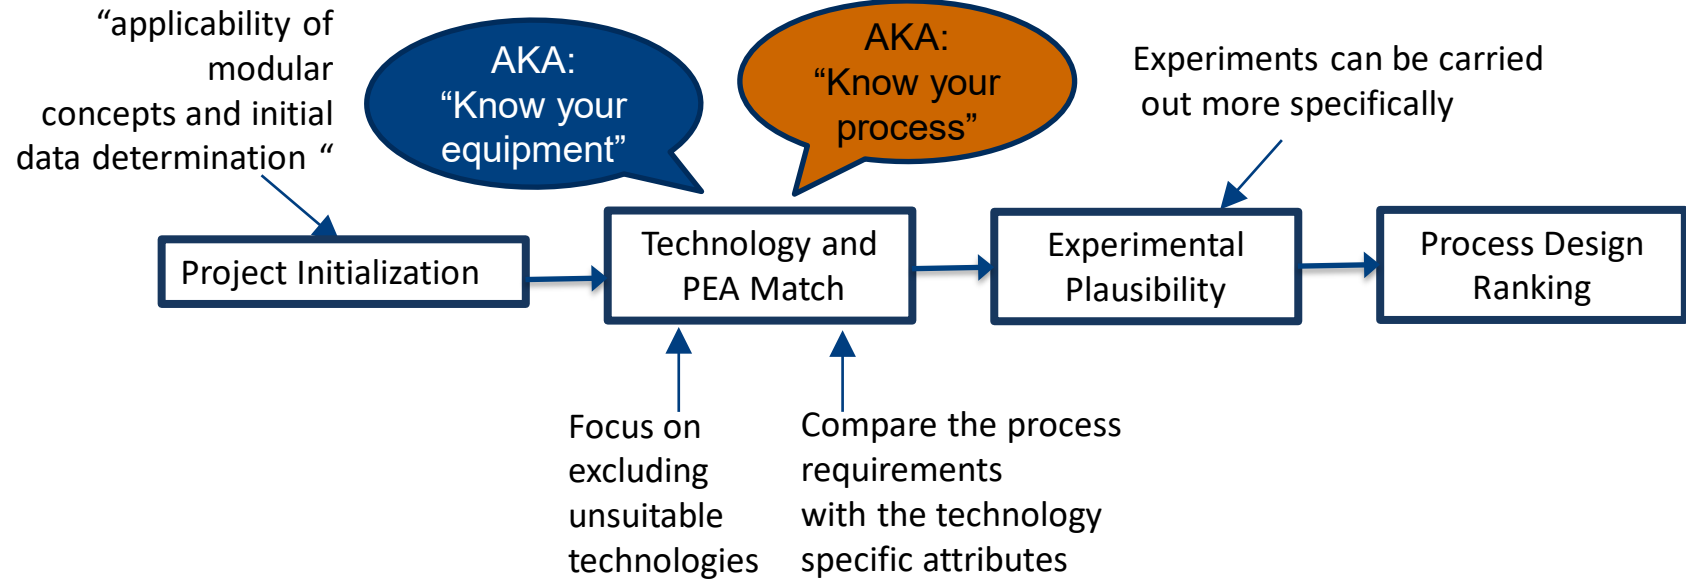 “applicability of
modular
concepts and initial
data determination “
AKA:
“Know your
equipment”
AKA:
“Know your
process”
Experiments can be carried
out more specifically
Project Initialization
Technology and
PEA Match
Experimental
Plausibility
Process Design
Ranking
Focus on
excluding
unsuitable
technologies
Compare the process
requirements
with the technology
specific attributes